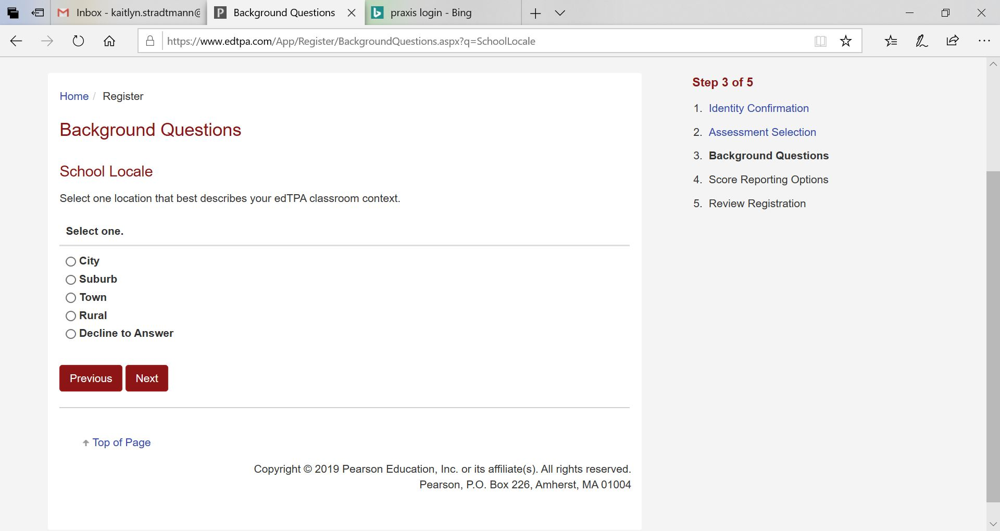 Inbox - kaitlyn.stradtmann@
Background Questions
praxis login - Bing
https://www.edtpa.com/App/Register/BackgroundQuestions.aspx?q=SchoolLocale
Home / Register
Background Questions
School Locale
Select one location that best describes your edTPA classroom context.
Select one.
City
Suburb
Town
Rural
Decline to Answer
Previous Next
Top of Page
Copyright © 2019 Pearson Education, Inc. or its affiliate(s). All rights reserved.
Pearson, P.O. Box 226, Amherst, MA 01004
Step 3 of 5
1. Identity Confirmation
2. Assessment Selection
3. Background Questions
4. Score Reporting Options
5. Review Registration